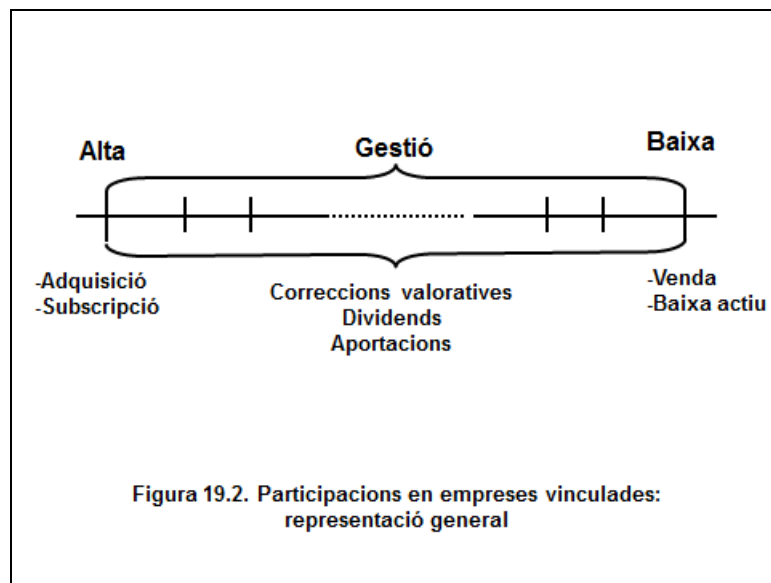 Alta
Gestió
Baixa
-Adquisició
-Subscripció
Correccions valoratives
Dividends
Aportacions
-Venda
-Baixa actiu
Figura 19.2. Participacions en empreses vinculades:
representació general